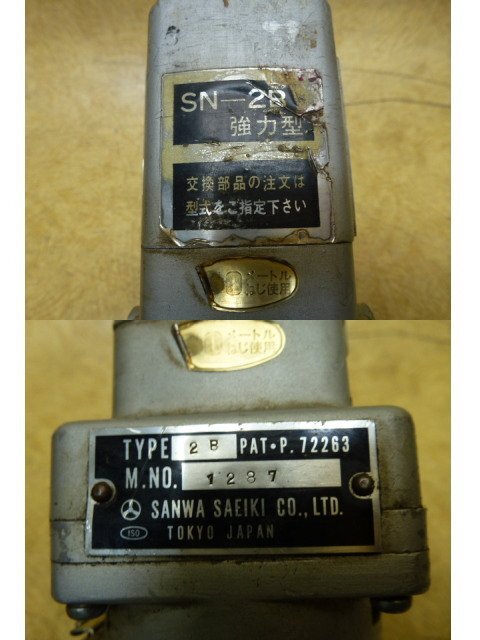 SN-2B
強力型
交換部品の注文は
型式をご指定下さい
メートル
ねじ使用
メートル
ねじ使用
TYPE 2B PAT・P. 72263
M.NO. 1287
SANWA SAEIKI CO., LTD.
ISO TOKYO JAPAN